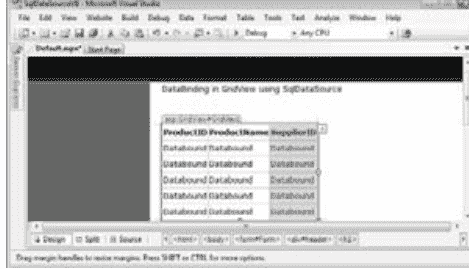 SqlDataSource - Microsoft Visual Studio
File Edit View Website Build Debug Data Format Table Tools Test Analyze Window Help
Debug Any CPU
Default.aspx* Start Page
DataBinding in GridView using SqlDataSource
ProductID ProductName SupplierID
Databound Databound Databound
Databound Databound Databound
Databound Databound Databound
Databound Databound Databound
Databound Databound Databound
Design Split Source <html> <body> <form#form> <div#header> <h2>
Drag margin handles to resize margins. Press SHIFT or CTRL for more options.